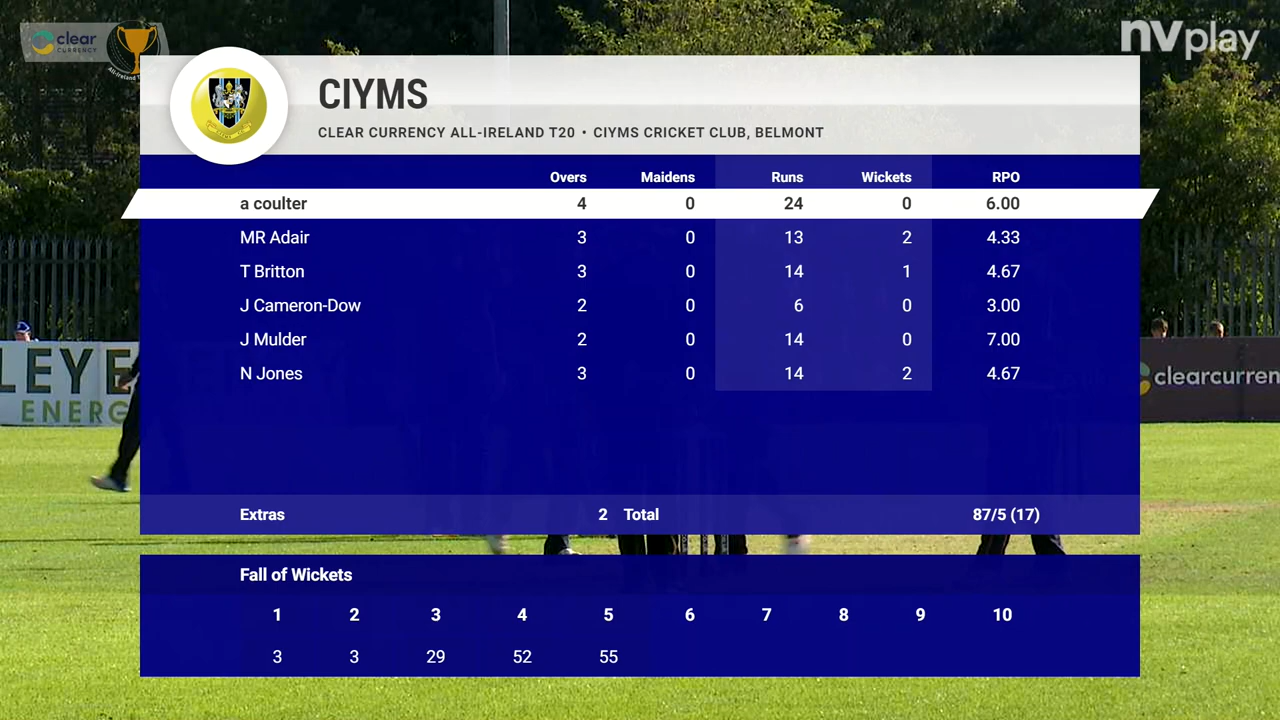 clear
CURRENCY
All-Ireland T
nvplay
CIYMS
CLEAR CURRENCY ALL-IRELAND T20 • CIYMS CRICKET CLUB, BELMONT
Overs Maidens Runs Wickets RPO
a coulter 4 0 24 0 6.00
MR Adair 3 0 13 2 4.33
T Britton 3 0 14 1 4.67
J Cameron-Dow 2 0 6 0 3.00
J Mulder 2 0 14 0 7.00
N Jones 3 0 14 2 4.67
LEYE
ENERG
clearcurren
Extras 2 Total 87/5 (17)
Fall of Wickets
1 2 3 4 5 6 7 8 9 10
3 3 29 52 55